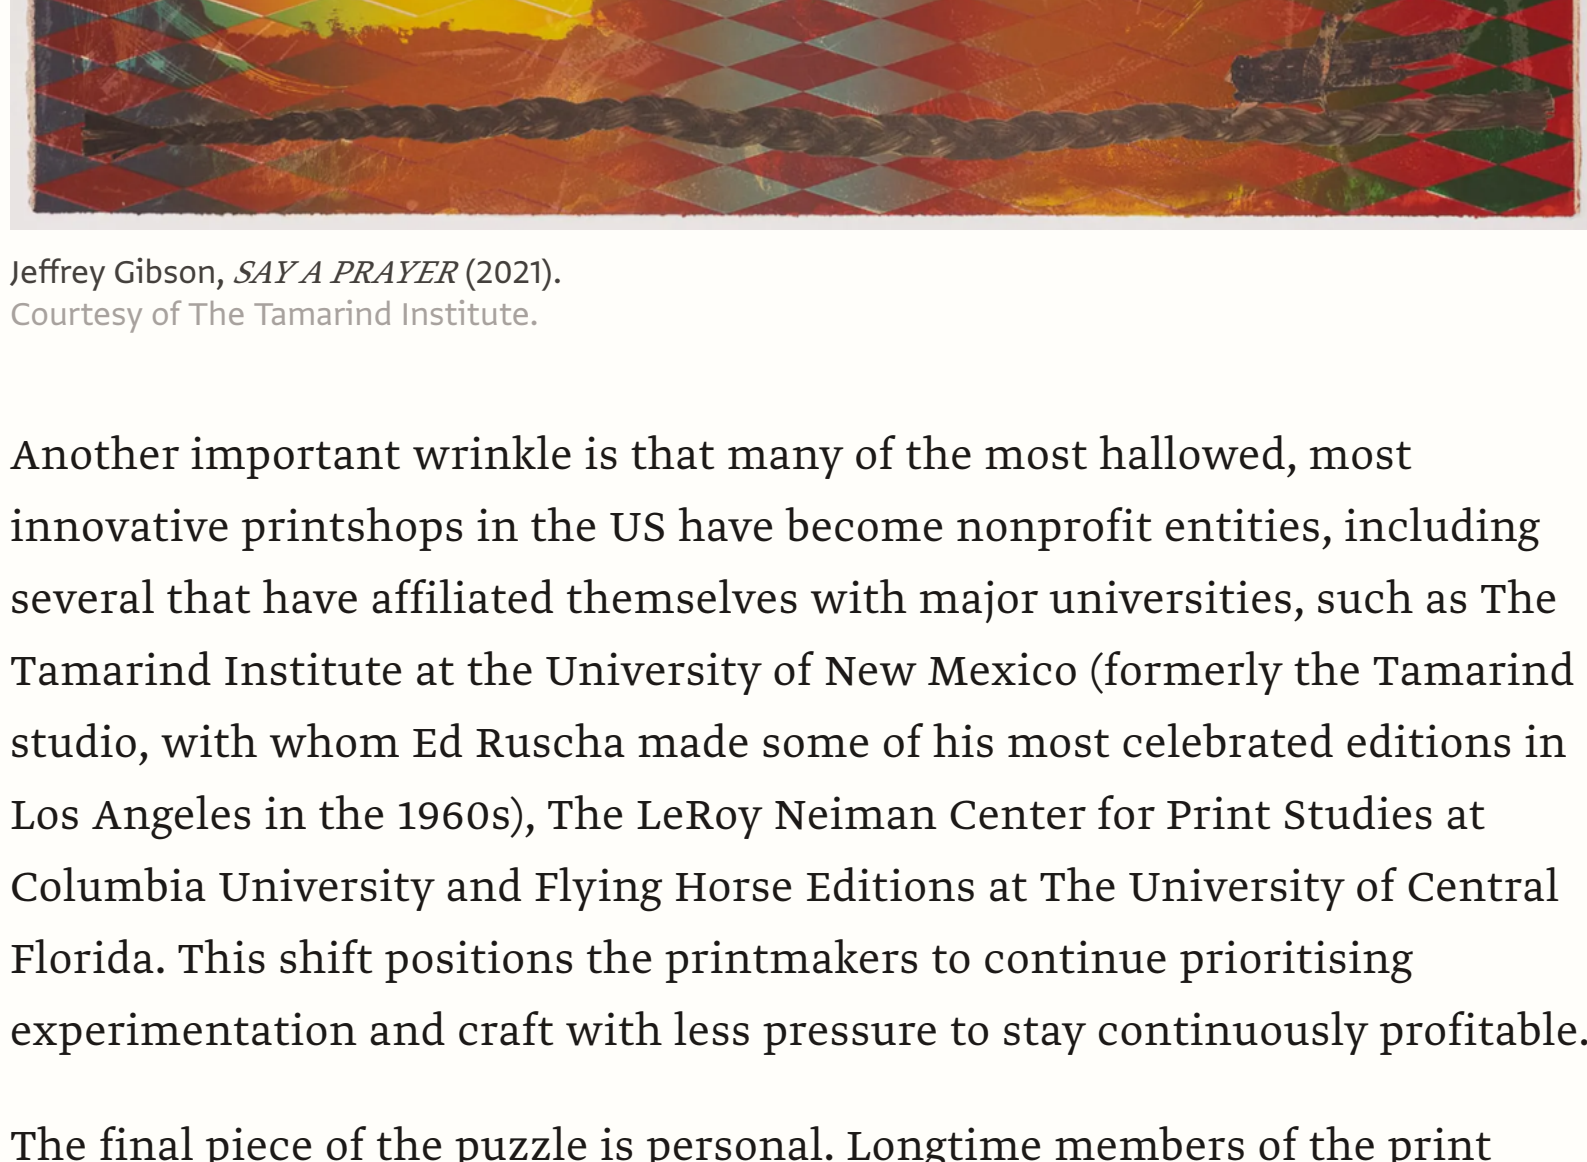 Jeffrey Gibson, SAY A PRAYER (2021).
Courtesy of The Tamarind Institute.
Another important wrinkle is that many of the most hallowed, most
innovative printshops in the US have become nonprofit entities, including
several that have affiliated themselves with major universities, such as The
Tamarind Institute at the University of New Mexico (formerly the Tamarind
studio, with whom Ed Ruscha made some of his most celebrated editions in
Los Angeles in the 1960s), The LeRoy Neiman Center for Print Studies at
Columbia University and Flying Horse Editions at The University of Central
Florida. This shift positions the printmakers to continue prioritising
experimentation and craft with less pressure to stay continuously profitable.
The final piece of the puzzle is personal. Longtime members of the print